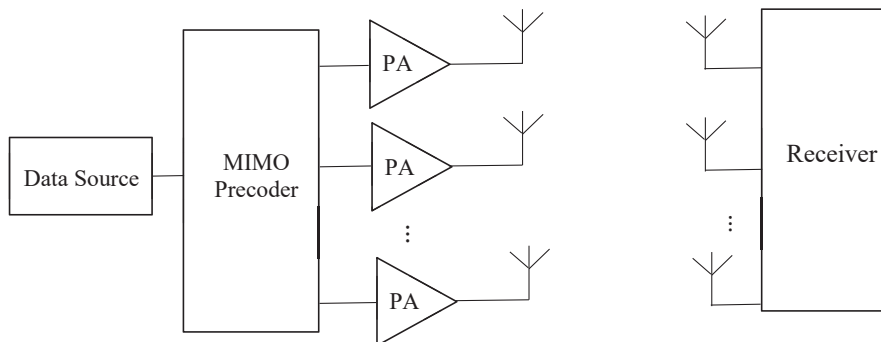 PA
PA
Data Source
MIMO
Precoder
Receiver
...
...
PA